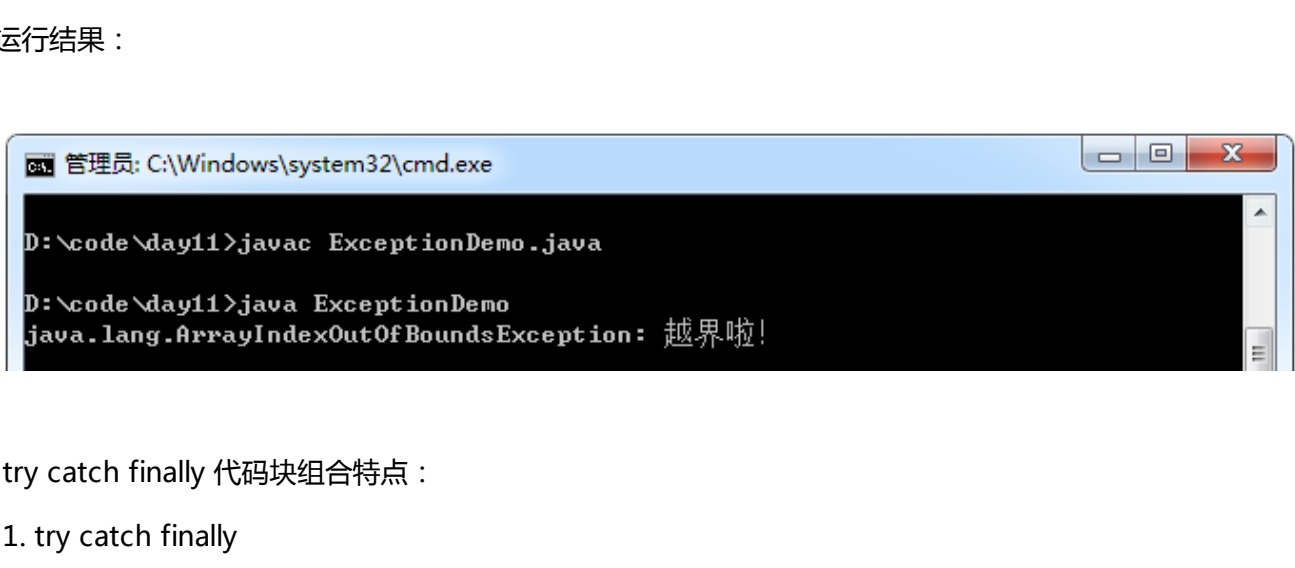 运行结果：
管理员: C:\Windows\system32\cmd.exe
D:\code\day11>javac ExceptionDemo.java
D:\code\day11>java ExceptionDemo
java.lang.ArrayIndexOutOfBoundsException: 越界啦!
try catch finally 代码块组合特点：
1. try catch finally